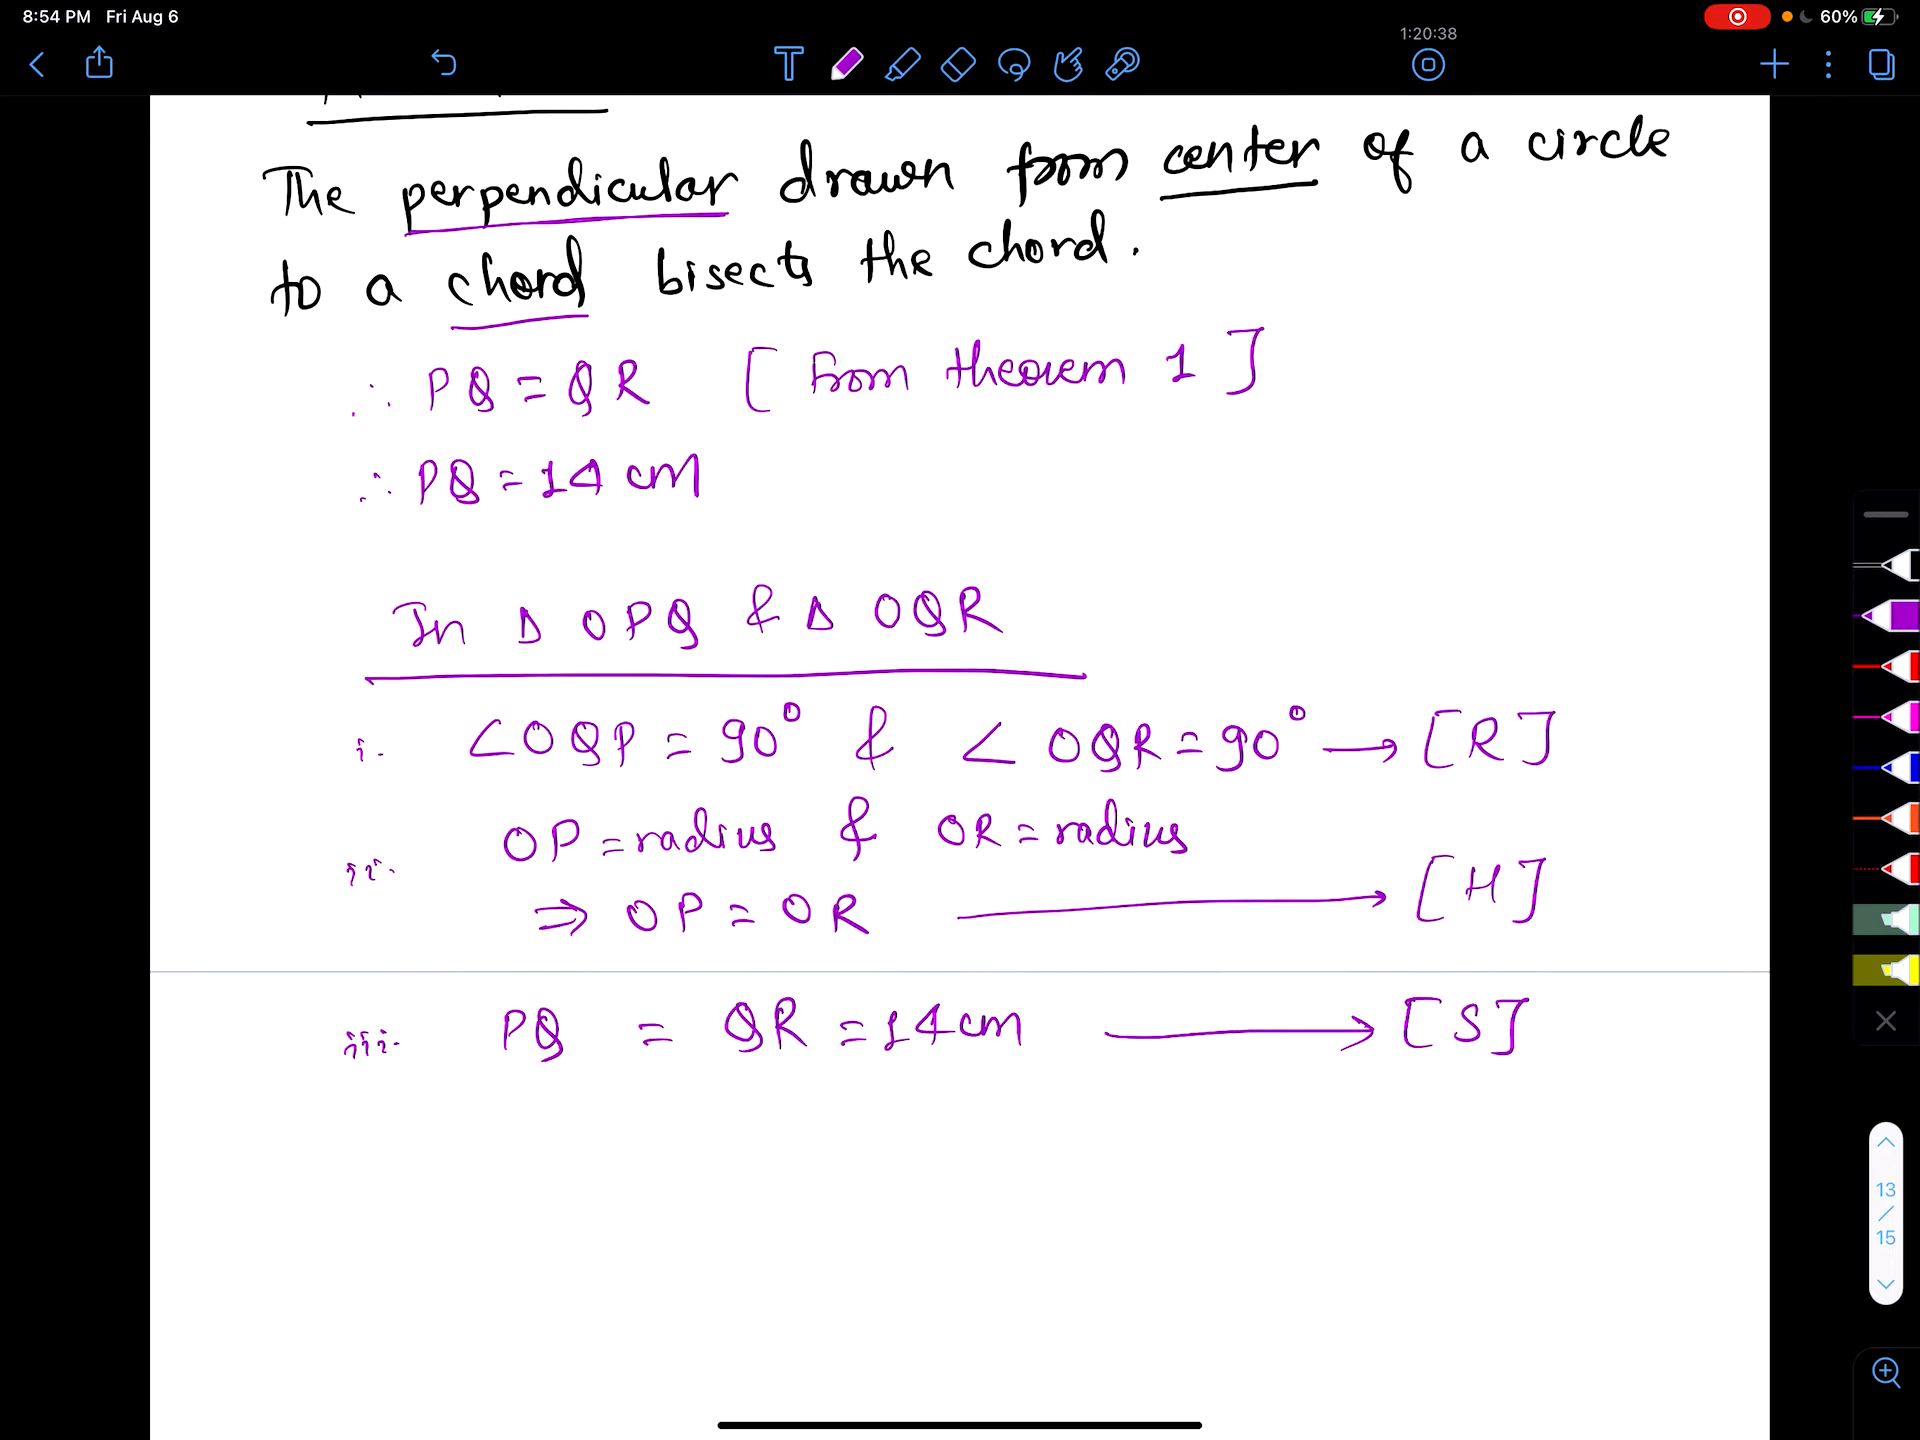 8:54 PM Fri Aug 6
60%
1:20:38
The perpendicular drawn from center of a circle
to a chord bisects the chord.
∴ PQ = QR [ From theorem 1 ]
∴ PQ = 14 cm
In Δ OPQ & Δ OQR
i. ∠OQP = 90° & ∠ OQR = 90° → [R]
ii. OP = radius & OR = radius
⇒ OP = OR → [H]
iii. PQ = QR = 14 cm → [S]
13
/
15